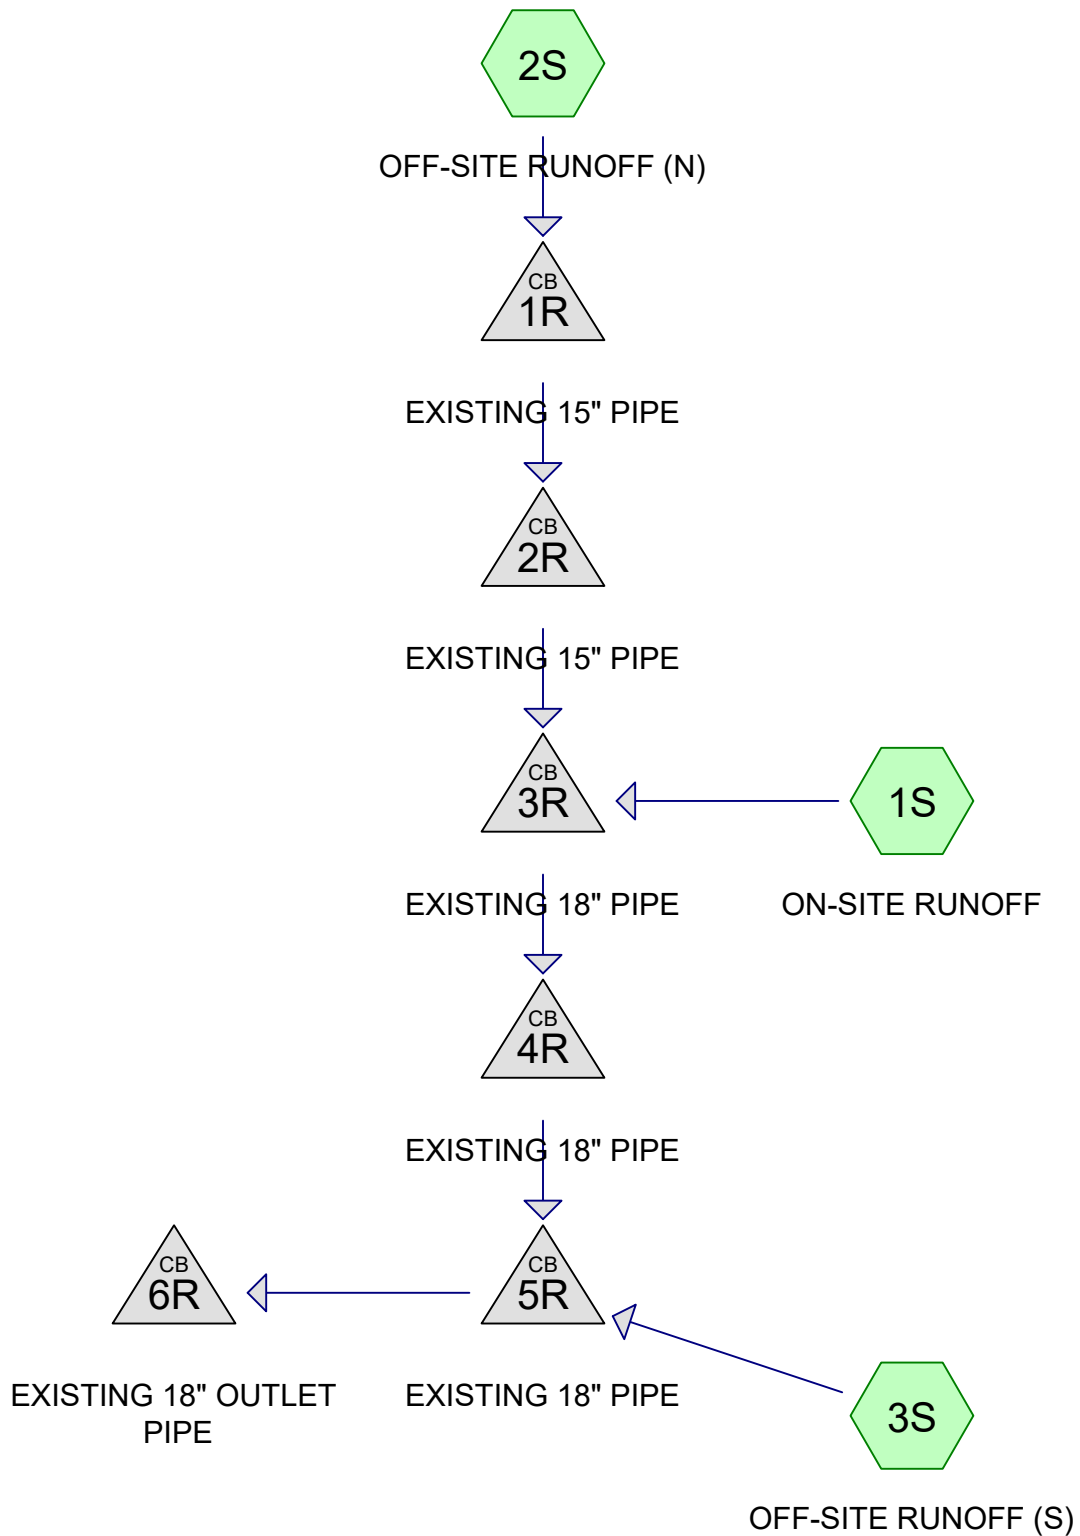 2S
OFF-SITE RUNOFF (N)
CB
1R
EXISTING 15" PIPE
CB
2R
EXISTING 15" PIPE
CB
3R
1S
EXISTING 18" PIPE
ON-SITE RUNOFF
CB
4R
EXISTING 18" PIPE
CB
6R
CB
5R
EXISTING 18" OUTLET
PIPE
EXISTING 18" PIPE
3S
OFF-SITE RUNOFF (S)